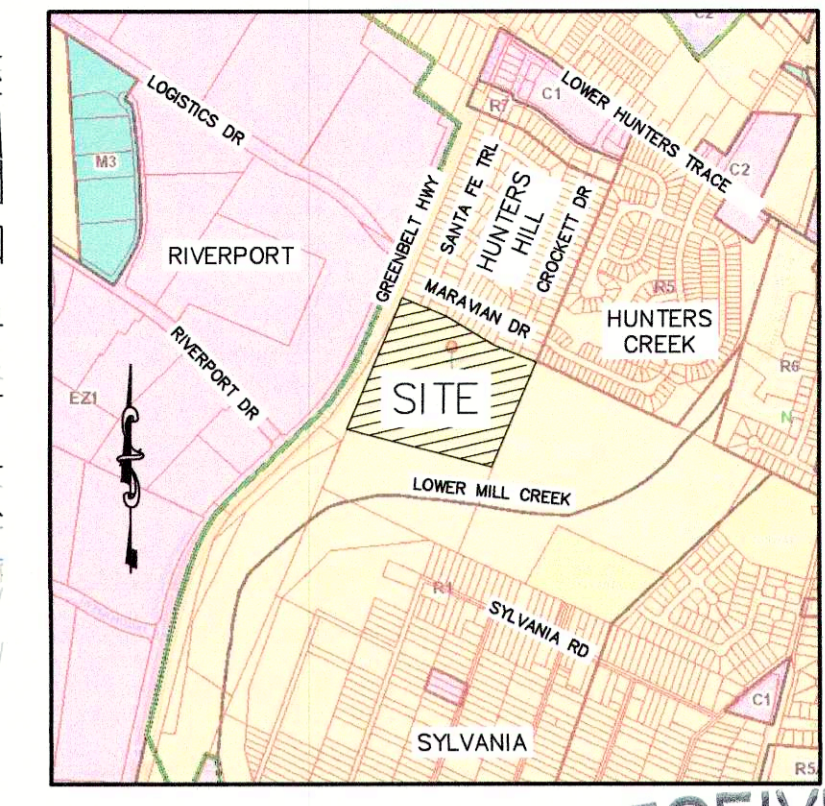 C2
LOGISTICS DR
LOWER HUNTERS TRACE
C1
R7
M3
C2
SANTA FE TRL
HUNTERS
HILL
CROCKETT DR
GREENBELT HWY
RIVERPORT
R5
MARAVIAN DR
HUNTERS
CREEK
RIVERPORT DR
R6
EZ1
SITE
N
LOWER MILL CREEK
R1
SYLVANIA RD
C1
SYLVANIA
R5